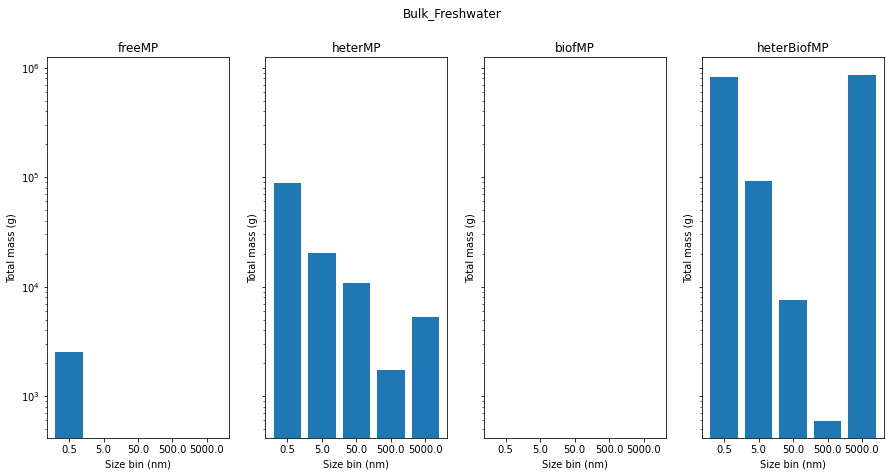 Bulk_Freshwater
freeMP
heterMP
biofMP
heterBiofMP
10⁶
10⁵
10⁴
10³
Total mass (g)
Total mass (g)
Total mass (g)
Total mass (g)
0.5 5.0 50.0 500.0 5000.0
0.5 5.0 50.0 500.0 5000.0
0.5 5.0 50.0 500.0 5000.0
0.5 5.0 50.0 500.0 5000.0
Size bin (nm)
Size bin (nm)
Size bin (nm)
Size bin (nm)